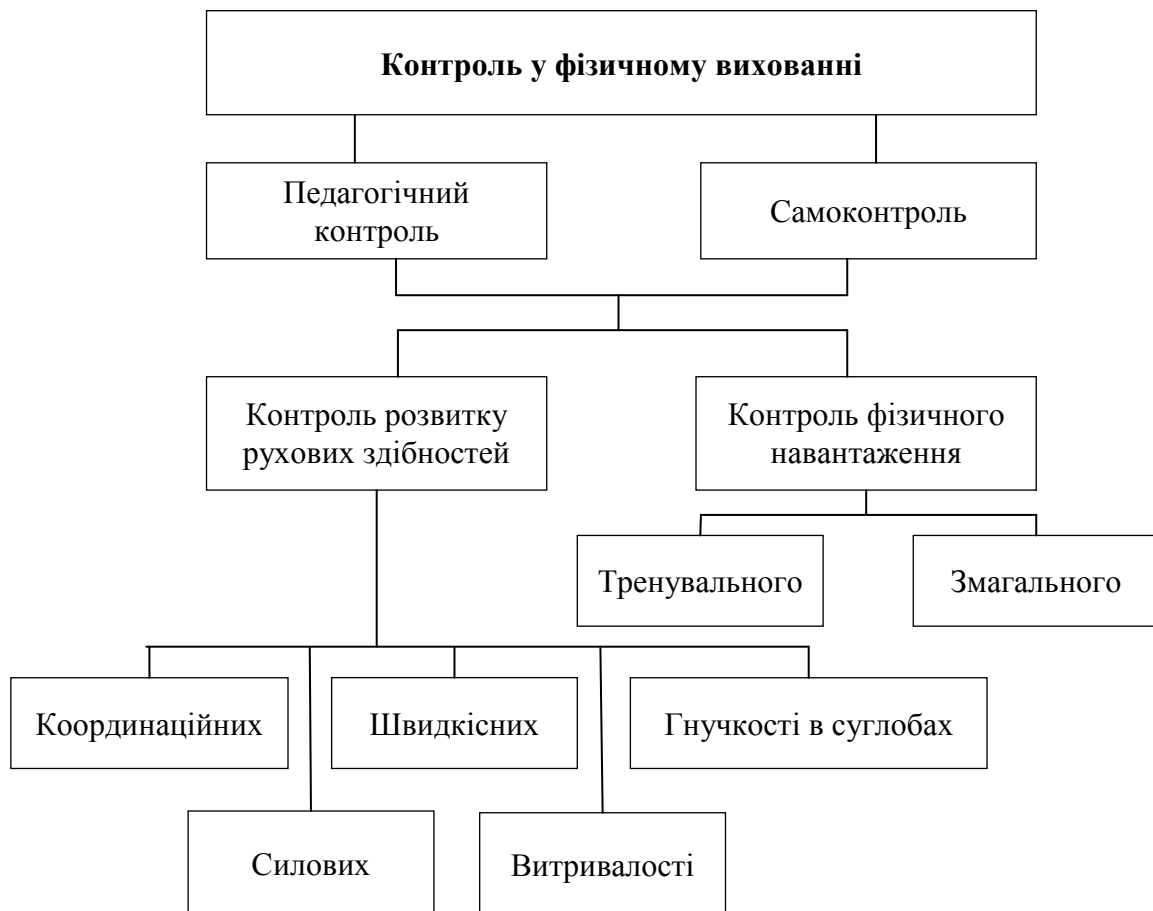 Контроль у фізичному вихованні
Педагогічний
контроль
Самоконтроль
Контроль розвитку
рухових здібностей
Контроль фізичного
навантаження
Тренувального
Змагального
Координаційних
Швидкісних
Гнучкості в суглобах
Силових
Витривалості